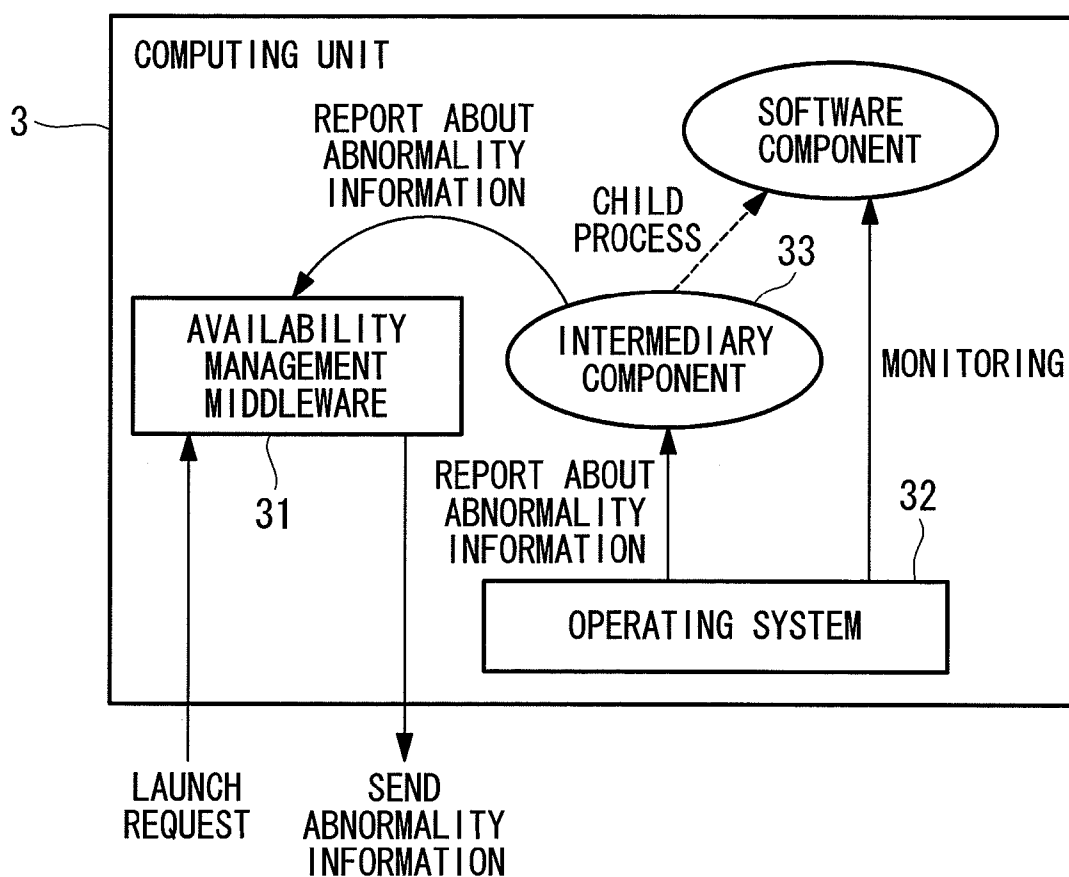 COMPUTING UNIT
3
REPORT ABOUT
ABNORMALITY
INFORMATION
SOFTWARE
COMPONENT
CHILD
PROCESS
33
AVAILABILITY
MANAGEMENT
MIDDLEWARE
INTERMEDIARY
COMPONENT
MONITORING
31
REPORT ABOUT
ABNORMALITY
INFORMATION
32
OPERATING SYSTEM
LAUNCH
REQUEST
SEND
ABNORMALITY
INFORMATION